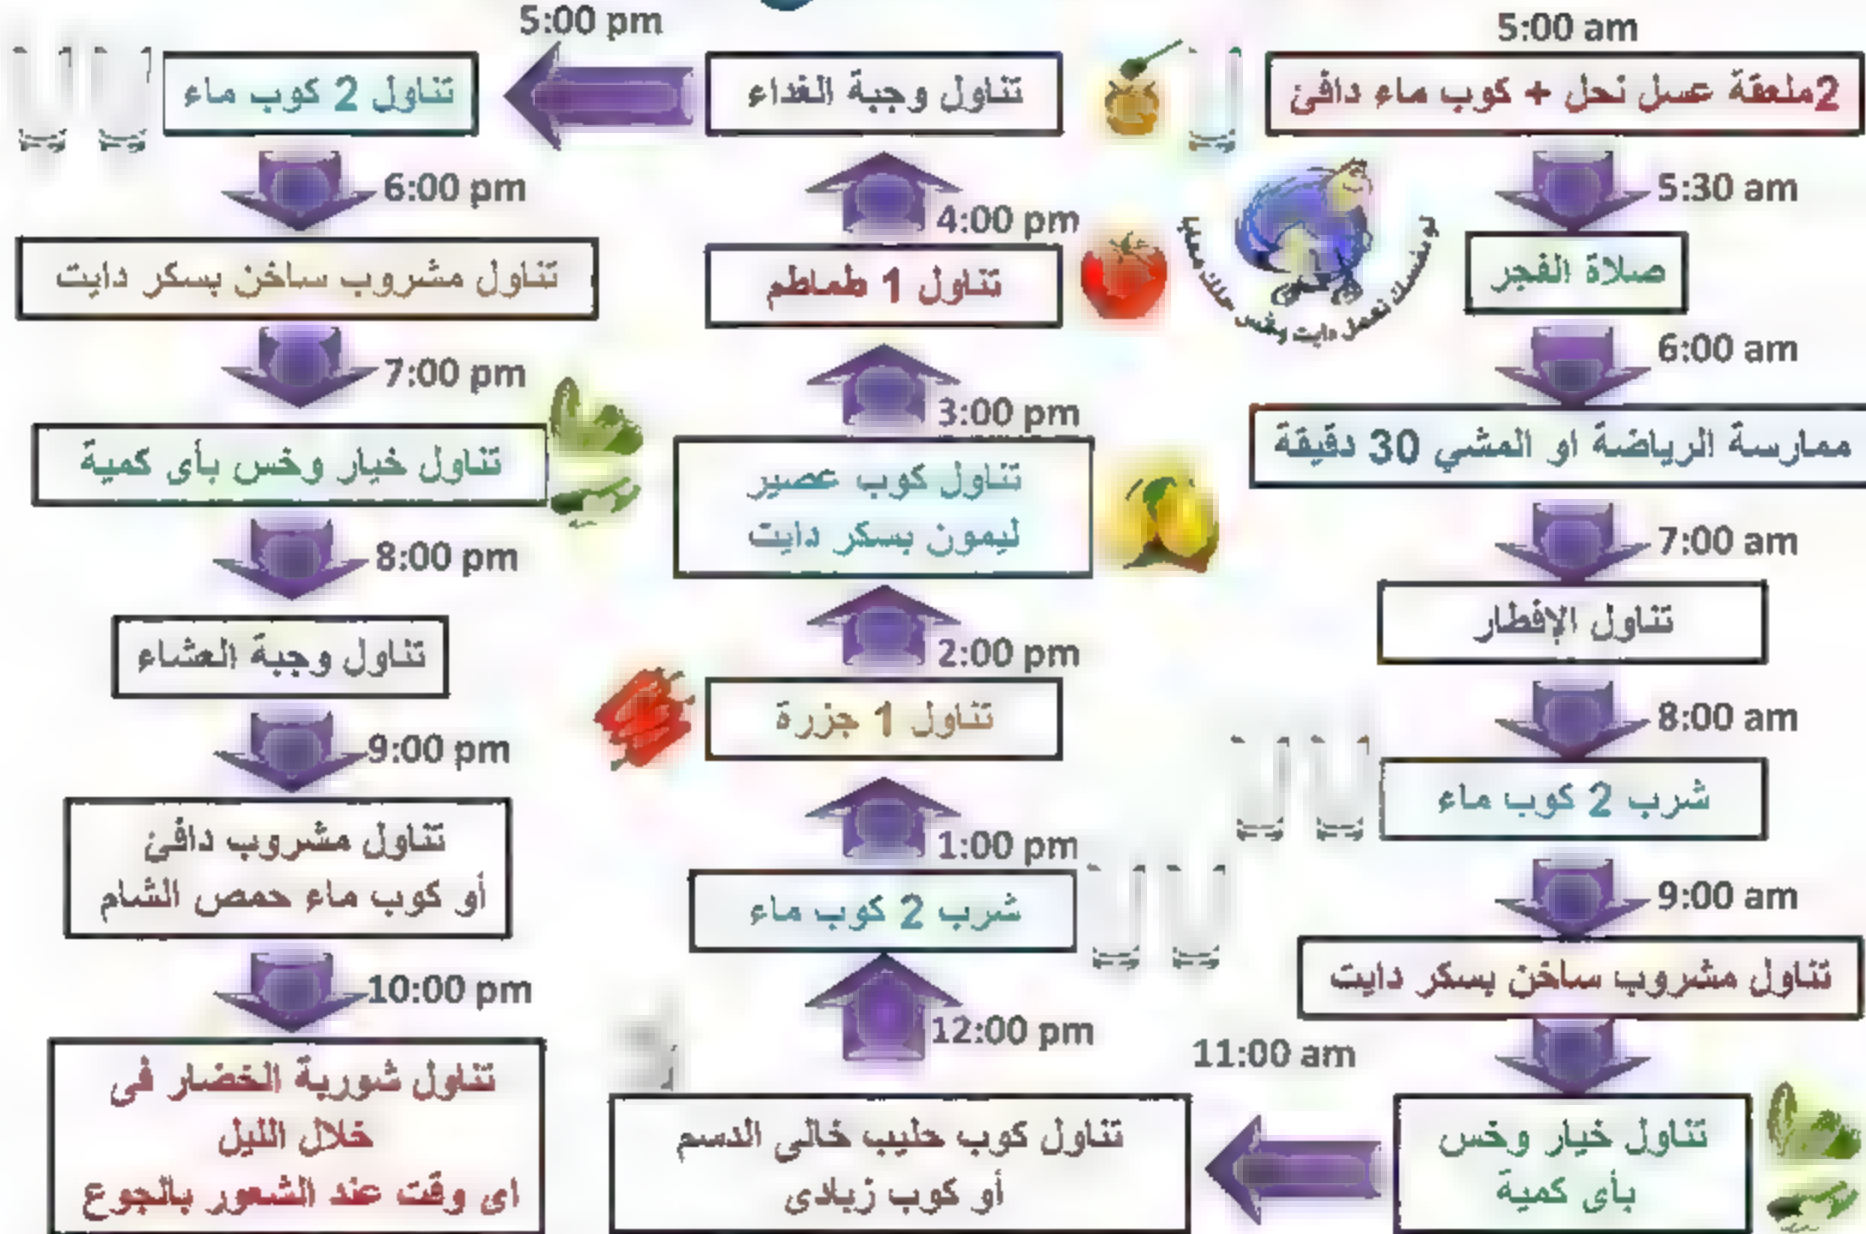 5:00 am
2ملعقة عسل نحل + كوب ماء دافئ
5:30 am
صلاة الفجر
6:00 am
ممارسة الرياضة او المشي 30 دقيقة
7:00 am
تناول الإفطار
8:00 am
شرب 2 كوب ماء
9:00 am
تناول مشروب ساخن بسكر دايت
تناول خيار وخس
بأى كمية
11:00 am
تناول كوب حليب خالى الدسم
أو كوب زبادى
12:00 pm
شرب 2 كوب ماء
1:00 pm
تناول 1 جزرة
2:00 pm
تناول كوب عصير
ليمون بسكر دايت
3:00 pm
تناول 1 طماطم
4:00 pm
تناول وجبة الغداء
5:00 pm
تناول 2 كوب ماء
6:00 pm
تناول مشروب ساخن بسكر دايت
7:00 pm
تناول خيار وخس بأى كمية
8:00 pm
تناول وجبة العشاء
9:00 pm
تناول مشروب دافئ
أو كوب ماء حمص الشام
10:00 pm
تناول شوربة الخضار فى
خلال الليل
اى وقت عند الشعور بالجوع
دايت وخس